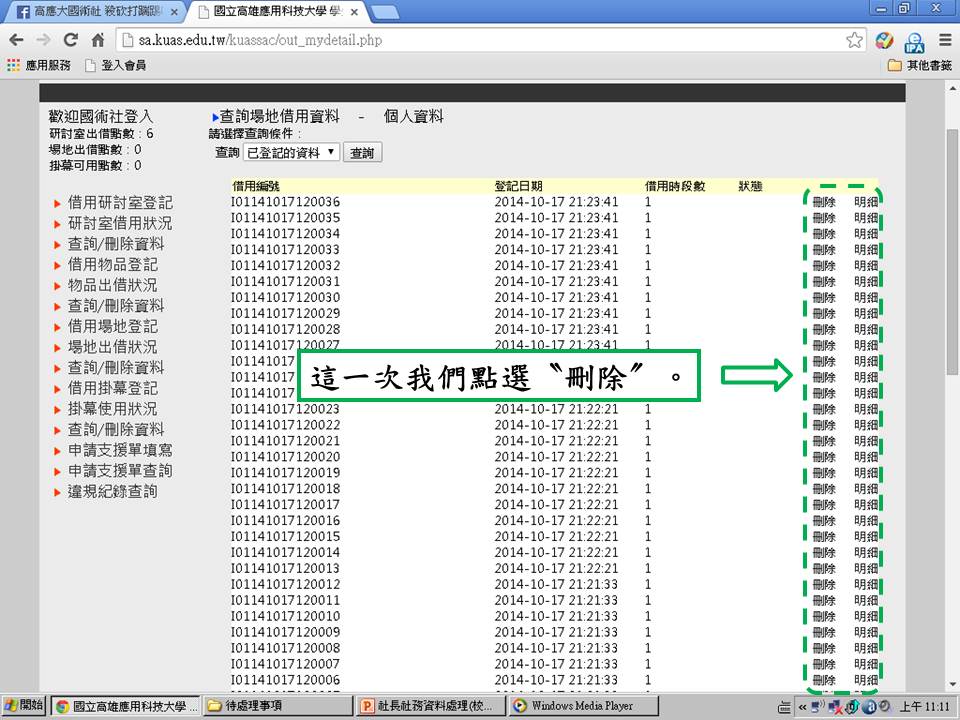 高應大國術社 殺砍打踢跟
國立高雄應用科技大學 學
sa.kuas.edu.tw/kuassac/out_mydetail.php
應用服務 登入會員 其他書籤
歡迎國術社登入
研討室出借點數：6
場地出借點數：0
掛幕可用點數：0
借用研討室登記
研討室借用狀況
查詢/刪除資料
借用物品登記
物品出借狀況
查詢/刪除資料
借用場地登記
場地出借狀況
查詢/刪除資料
借用掛幕登記
掛幕使用狀況
查詢/刪除資料
申請支援單填寫
申請支援單查詢
違規紀錄查詢
查詢場地借用資料 - 個人資料
請選擇查詢條件：
查詢 已登記的資料 查詢
借用編號 登記日期 借用時段數 狀態
I01141017120036 2014-10-17 21:23:41 1 刪除 明細
I01141017120035 2014-10-17 21:23:41 1 刪除 明細
I01141017120034 2014-10-17 21:23:41 1 刪除 明細
I01141017120033 2014-10-17 21:23:41 1 刪除 明細
I01141017120032 2014-10-17 21:23:41 1 刪除 明細
I01141017120031 2014-10-17 21:23:41 1 刪除 明細
I01141017120030 2014-10-17 21:23:41 1 刪除 明細
I01141017120029 2014-10-17 21:23:41 1 刪除 明細
I01141017120028 2014-10-17 21:23:41 1 刪除 明細
I01141017120027 2014-10-17 21:23:41 1 刪除 明細
刪除 明細
這一次我們點選〝刪除〞。
刪除 明細
刪除 明細
I01141017120023 2014-10-17 21:22:21 1 刪除 明細
I01141017120022 2014-10-17 21:22:21 1 刪除 明細
I01141017120021 2014-10-17 21:22:21 1 刪除 明細
I01141017120020 2014-10-17 21:22:21 1 刪除 明細
I01141017120019 2014-10-17 21:22:21 1 刪除 明細
I01141017120018 2014-10-17 21:22:21 1 刪除 明細
I01141017120017 2014-10-17 21:22:21 1 刪除 明細
I01141017120016 2014-10-17 21:22:21 1 刪除 明細
I01141017120015 2014-10-17 21:22:21 1 刪除 明細
I01141017120014 2014-10-17 21:22:21 1 刪除 明細
I01141017120013 2014-10-17 21:22:21 1 刪除 明細
I01141017120012 2014-10-17 21:21:33 1 刪除 明細
I01141017120011 2014-10-17 21:21:33 1 刪除 明細
I01141017120010 2014-10-17 21:21:33 1 刪除 明細
I01141017120009 2014-10-17 21:21:33 1 刪除 明細
I01141017120008 2014-10-17 21:21:33 1 刪除 明細
I01141017120007 2014-10-17 21:21:33 1 刪除 明細
I01141017120006 2014-10-17 21:21:33 1 刪除 明細
開始 國立高雄應用科技大學 ... 待處理事項 社長社務資料處理(校... Windows Media Player 上午 11:11